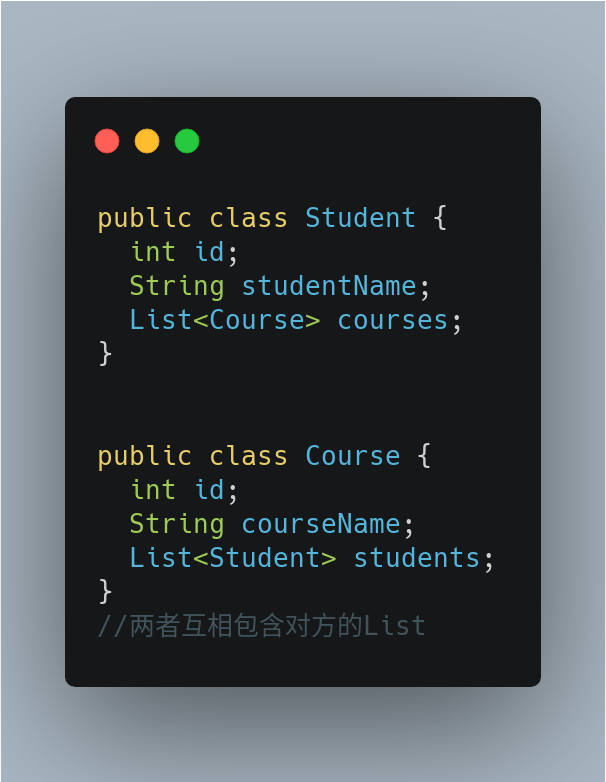 public class Student {
  int id;
  String studentName;
  List<Course> courses;
}
public class Course {
  int id;
  String courseName;
  List<Student> students;
}
//两者互相包含对方的List